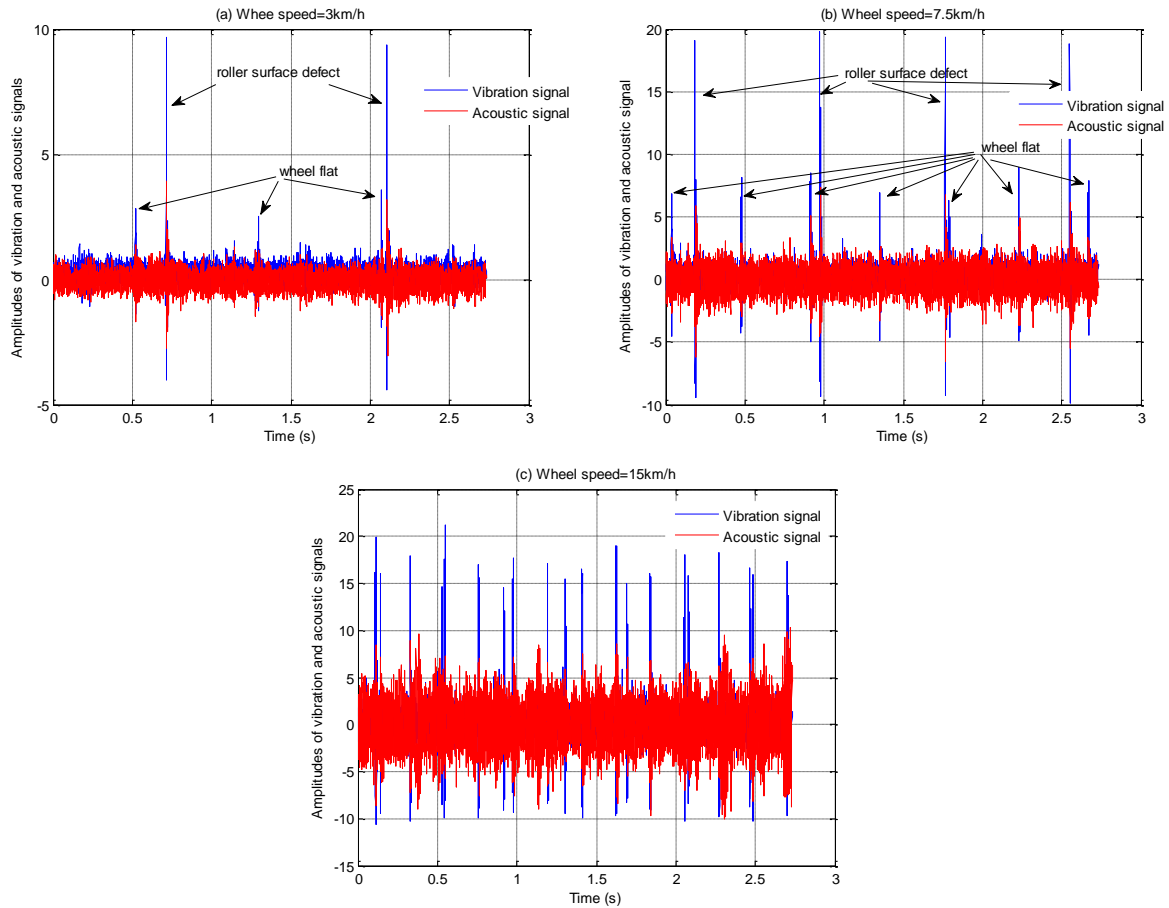 (a) Whee speed=3km/h
10
5
0
-5
0
0.5
1
1.5
2
2.5
3
Time (s)
Amplitudes of vibration and acoustic signals
roller surface defect
wheel flat
Vibration signal
Acoustic signal
(b) Wheel speed=7.5km/h
20
15
10
5
0
-5
-10
0
0.5
1
1.5
2
2.5
3
Time (s)
Amplitudes of vibration and acoustic signal
roller surface defect
wheel flat
Vibration signal
Acoustic signal
(c) Wheel speed=15km/h
25
20
15
10
5
0
-5
-10
-15
0
0.5
1
1.5
2
2.5
3
Time (s)
Amplitudes of vibration and acoustic signals
Vibration signal
Acoustic signal